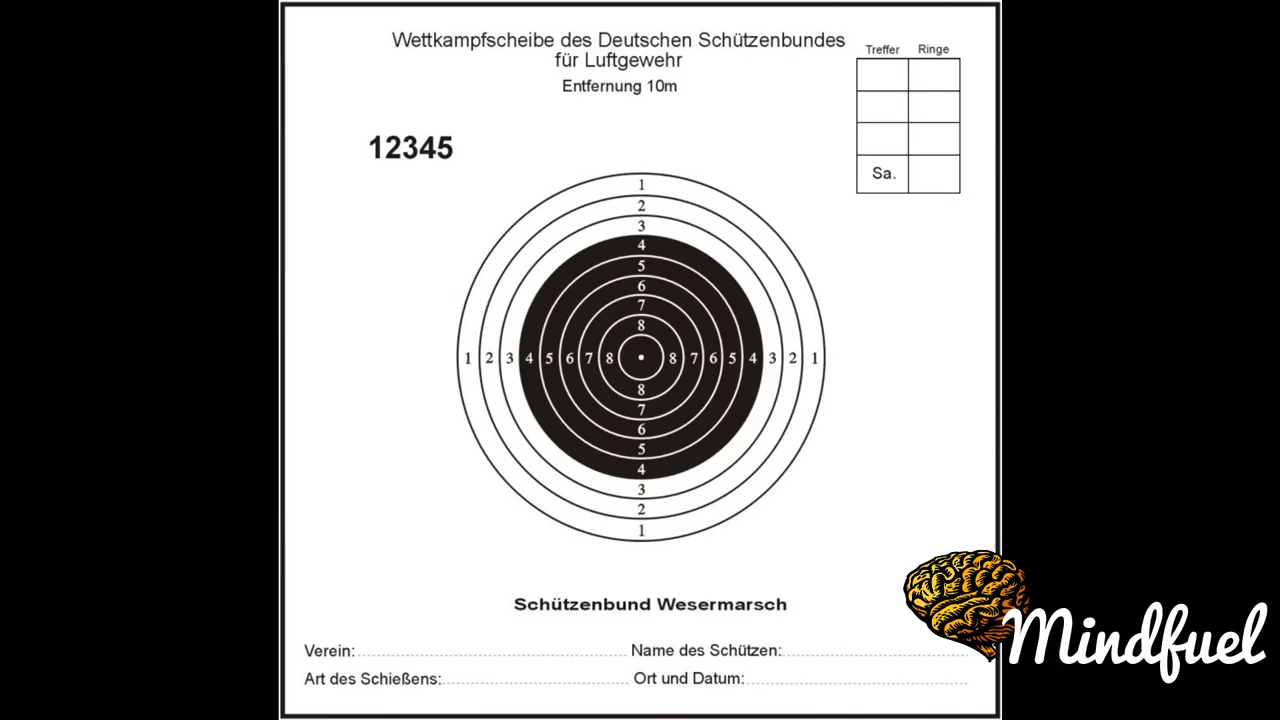 Wettkampfscheibe des Deutschen Schützenbundes
für Luftgewehr
Entfernung 10m
Treffer Ringe
Sa.
12345
1
2
3
4
5
6
7
8
1 2 3 4 5 6 7 8 8 7 6 5 4 3 2 1
8
7
6
5
4
3
2
1
Schützenbund Wesermarsch
Verein: Name des Schützen:
Art des Schießens: Ort und Datum:
Mindfuel